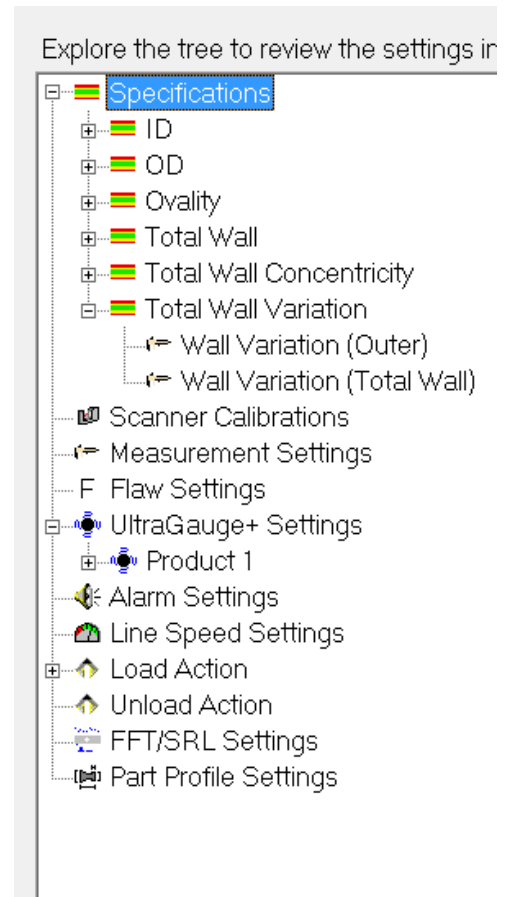 Explore the tree to review the settings in
Specifications
ID
OD
Ovality
Total Wall
Total Wall Concentricity
Total Wall Variation
Wall Variation (Outer)
Wall Variation (Total Wall)
Scanner Calibrations
Measurement Settings
F Flaw Settings
UltraGauge+ Settings
Product 1
Alarm Settings
Line Speed Settings
Load Action
Unload Action
FFT/SRL Settings
Part Profile Settings